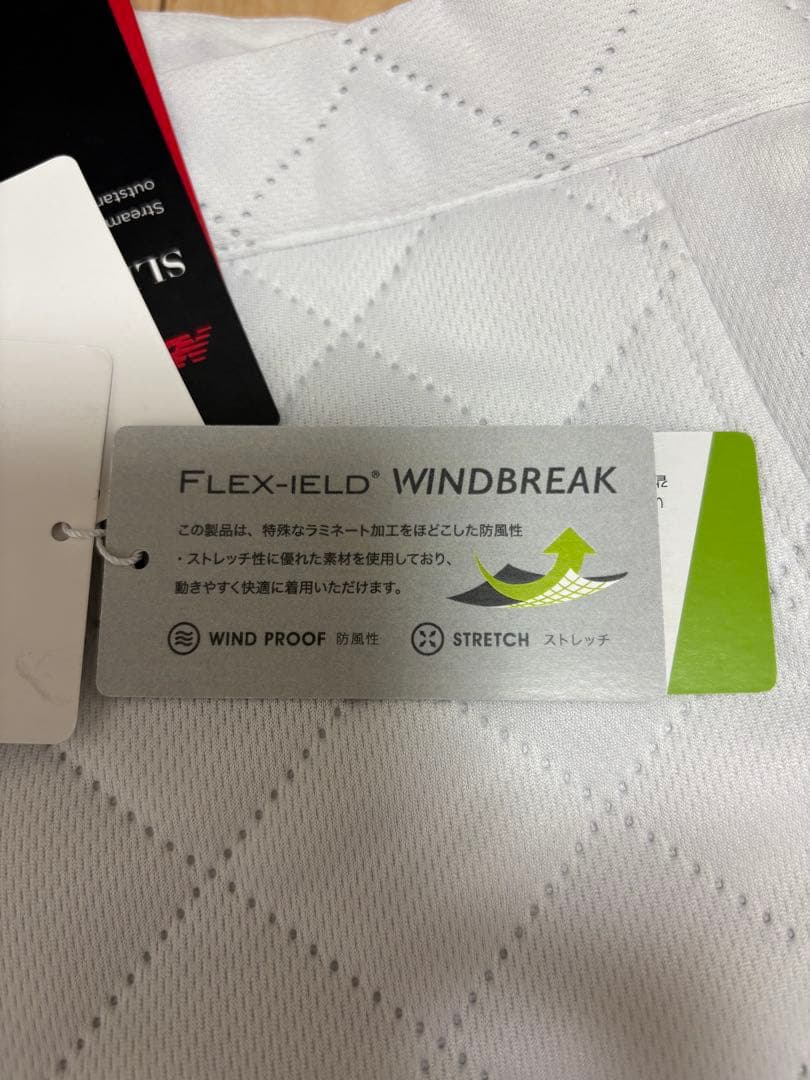 FLEX-IELD® WINDBREAK
この製品は、特殊なラミネート加工をほどこした防風性
・ストレッチ性に優れた素材を使用しており、
動きやすく快適に着用いただけます。
WIND PROOF 防風性
STRETCH ストレッチ